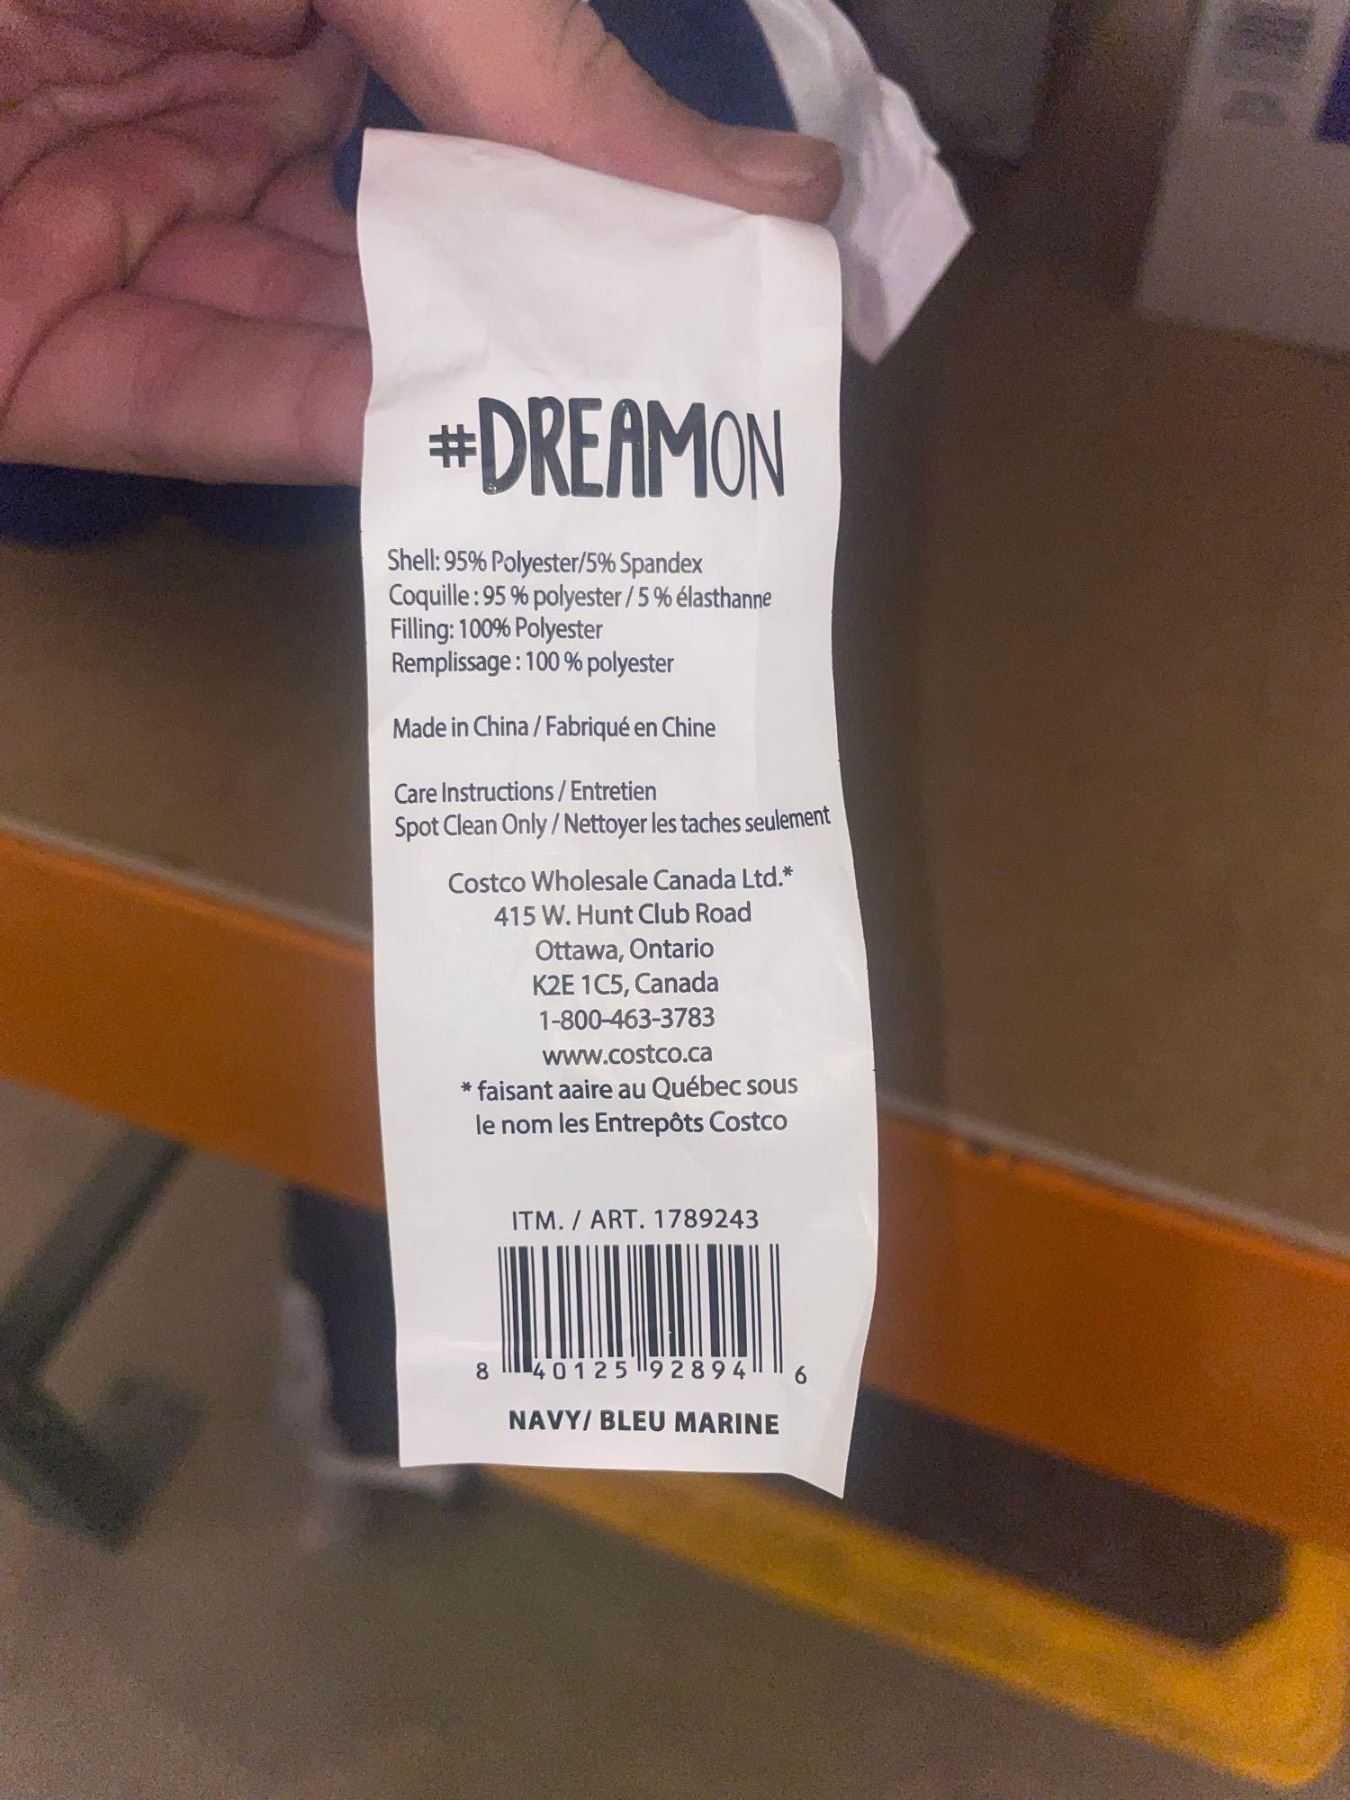 #DREAMON
Shell: 95% Polyester/5% Spandex
Coquille : 95 % polyester / 5 % élasthanne
Filling: 100% Polyester
Remplissage : 100 % polyester
Made in China / Fabriqué en Chine
Care Instructions / Entretien
Spot Clean Only / Nettoyer les taches seulement
Costco Wholesale Canada Ltd.*
415 W. Hunt Club Road
Ottawa, Ontario
K2E 1C5, Canada
1-800-463-3783
www.costco.ca
* faisant aaire au Québec sous
le nom les Entrepôts Costco
ITM. / ART. 1789243
8 40125 92894 6
NAVY/ BLEU MARINE